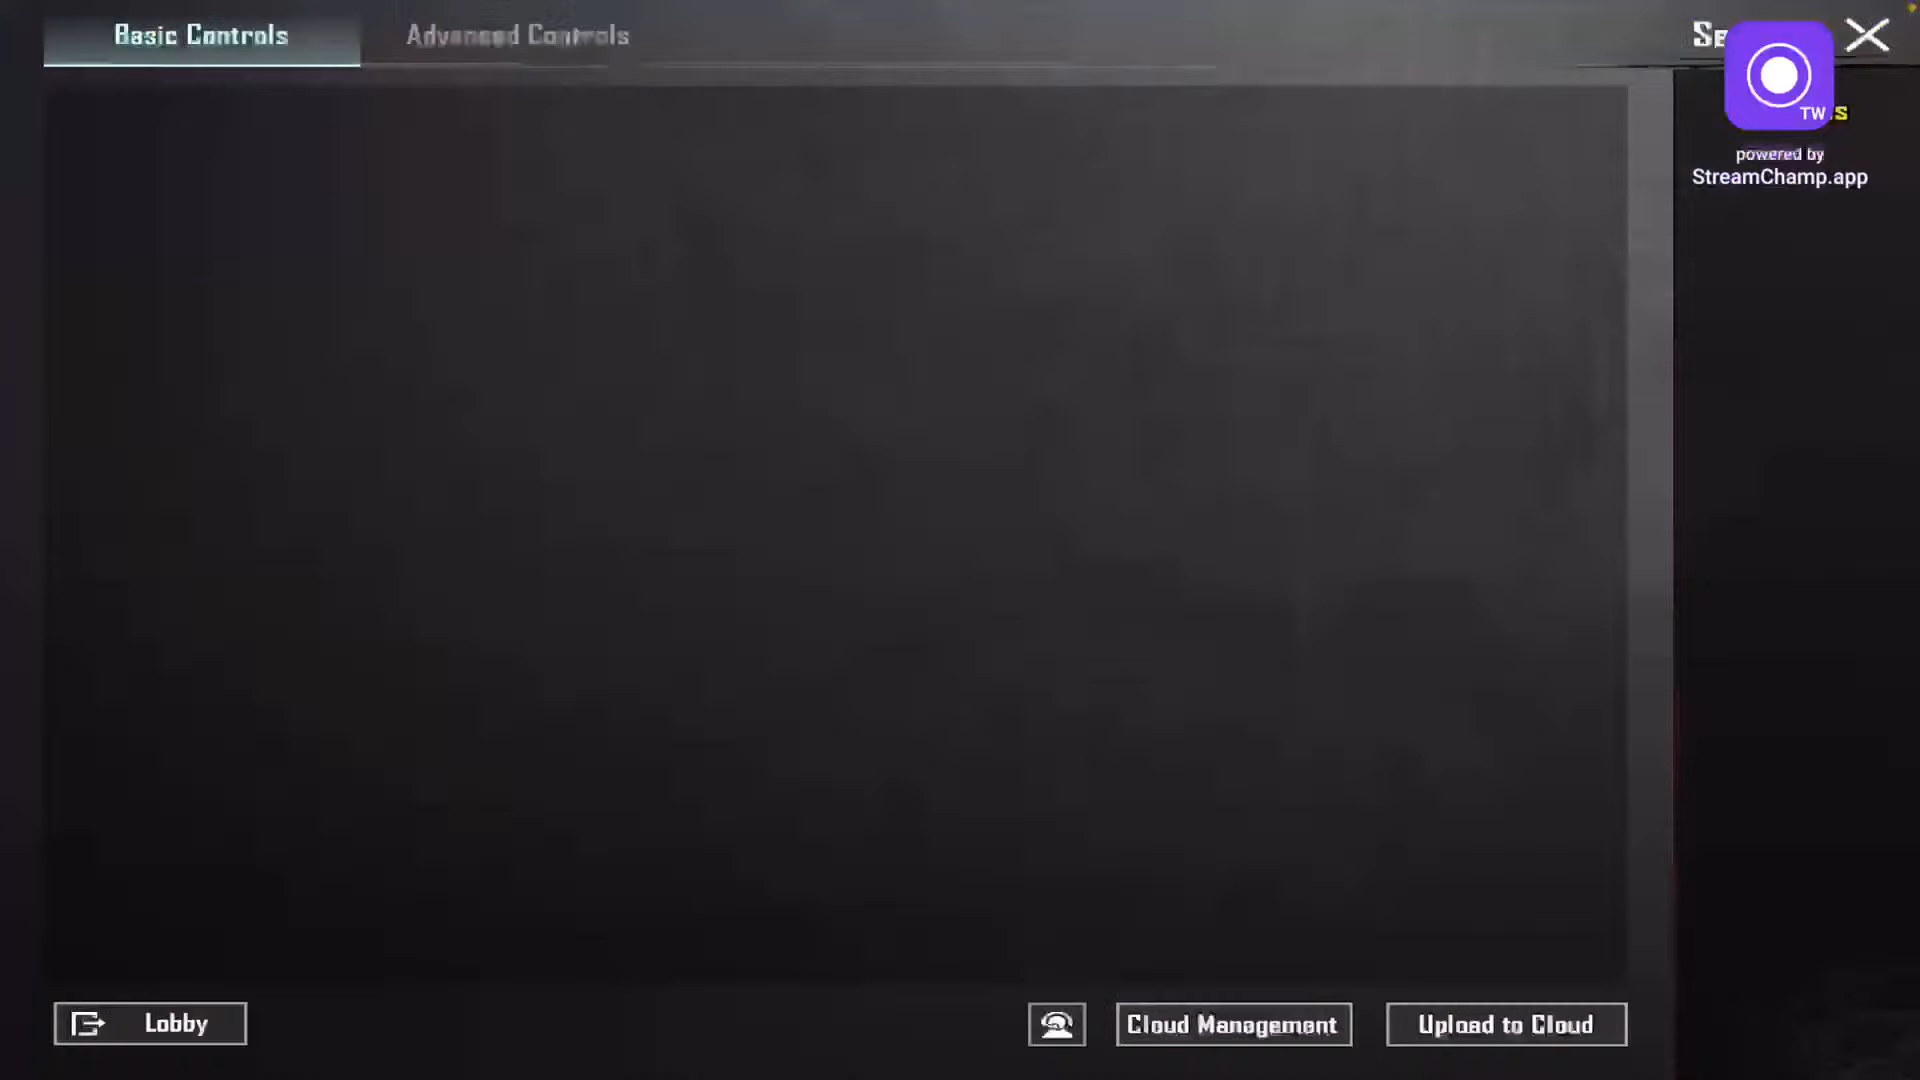 Basic Controls
Advanced Controls
TW
powered by
StreamChamp.app
Lobby
Cloud Management
Upload to Cloud